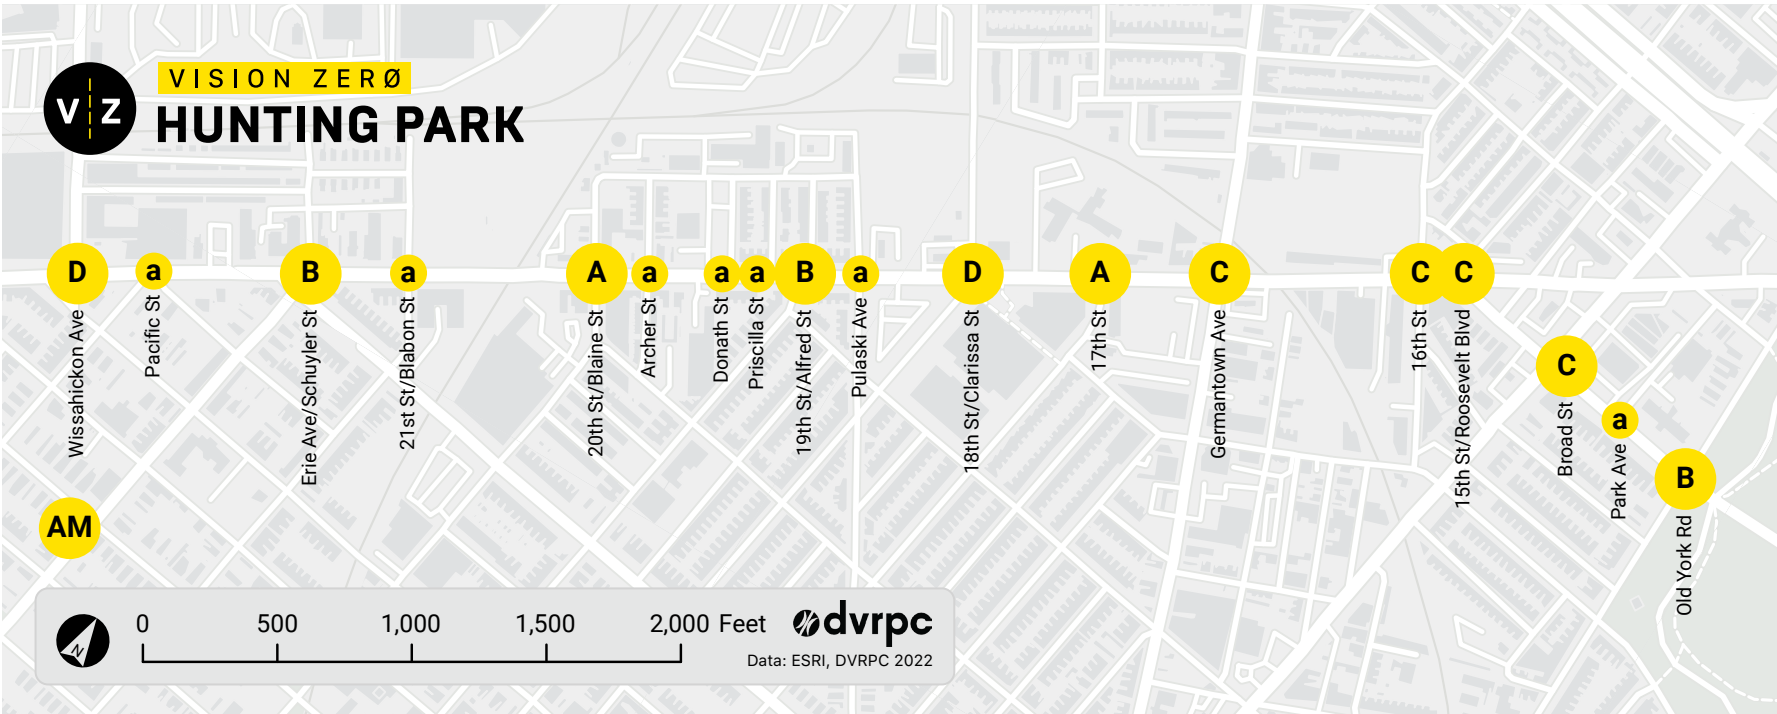 V Z
VISION ZERØ
HUNTING PARK
D
a
B
a
A
a
a
a
B
a
D
A
C
C
C
C
a
B
AM
Wissahickon Ave
Pacific St
Erie Ave/Schuyler St
21st St/Blabon St
20th St/Blaine St
Archer St
Donath St
Priscilla St
19th St/Alfred St
Pulaski Ave
18th St/Clarissa St
17th St
Germantown Ave
16th St
15th St/Roosevelt Blvd
Broad St
Park Ave
Old York Rd
N
0 500 1,000 1,500 2,000 Feet
dvrpc
Data: ESRI, DVRPC 2022